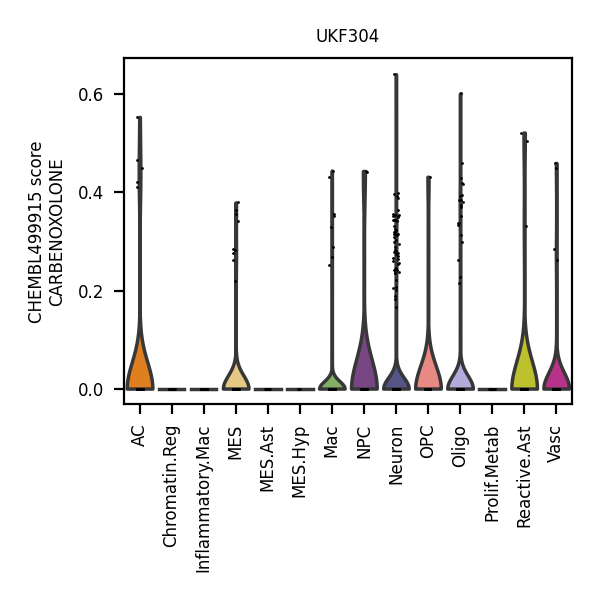 UKF304
CHEMBL499915 score
CARBENOXOLONE
0.6
0.4
0.2
0.0
AC
Chromatin.Reg
Inflammatory.Mac
MES
MES.Ast
MES.Hyp
Mac
NPC
Neuron
OPC
Oligo
Prolif.Metab
Reactive.Ast
Vasc